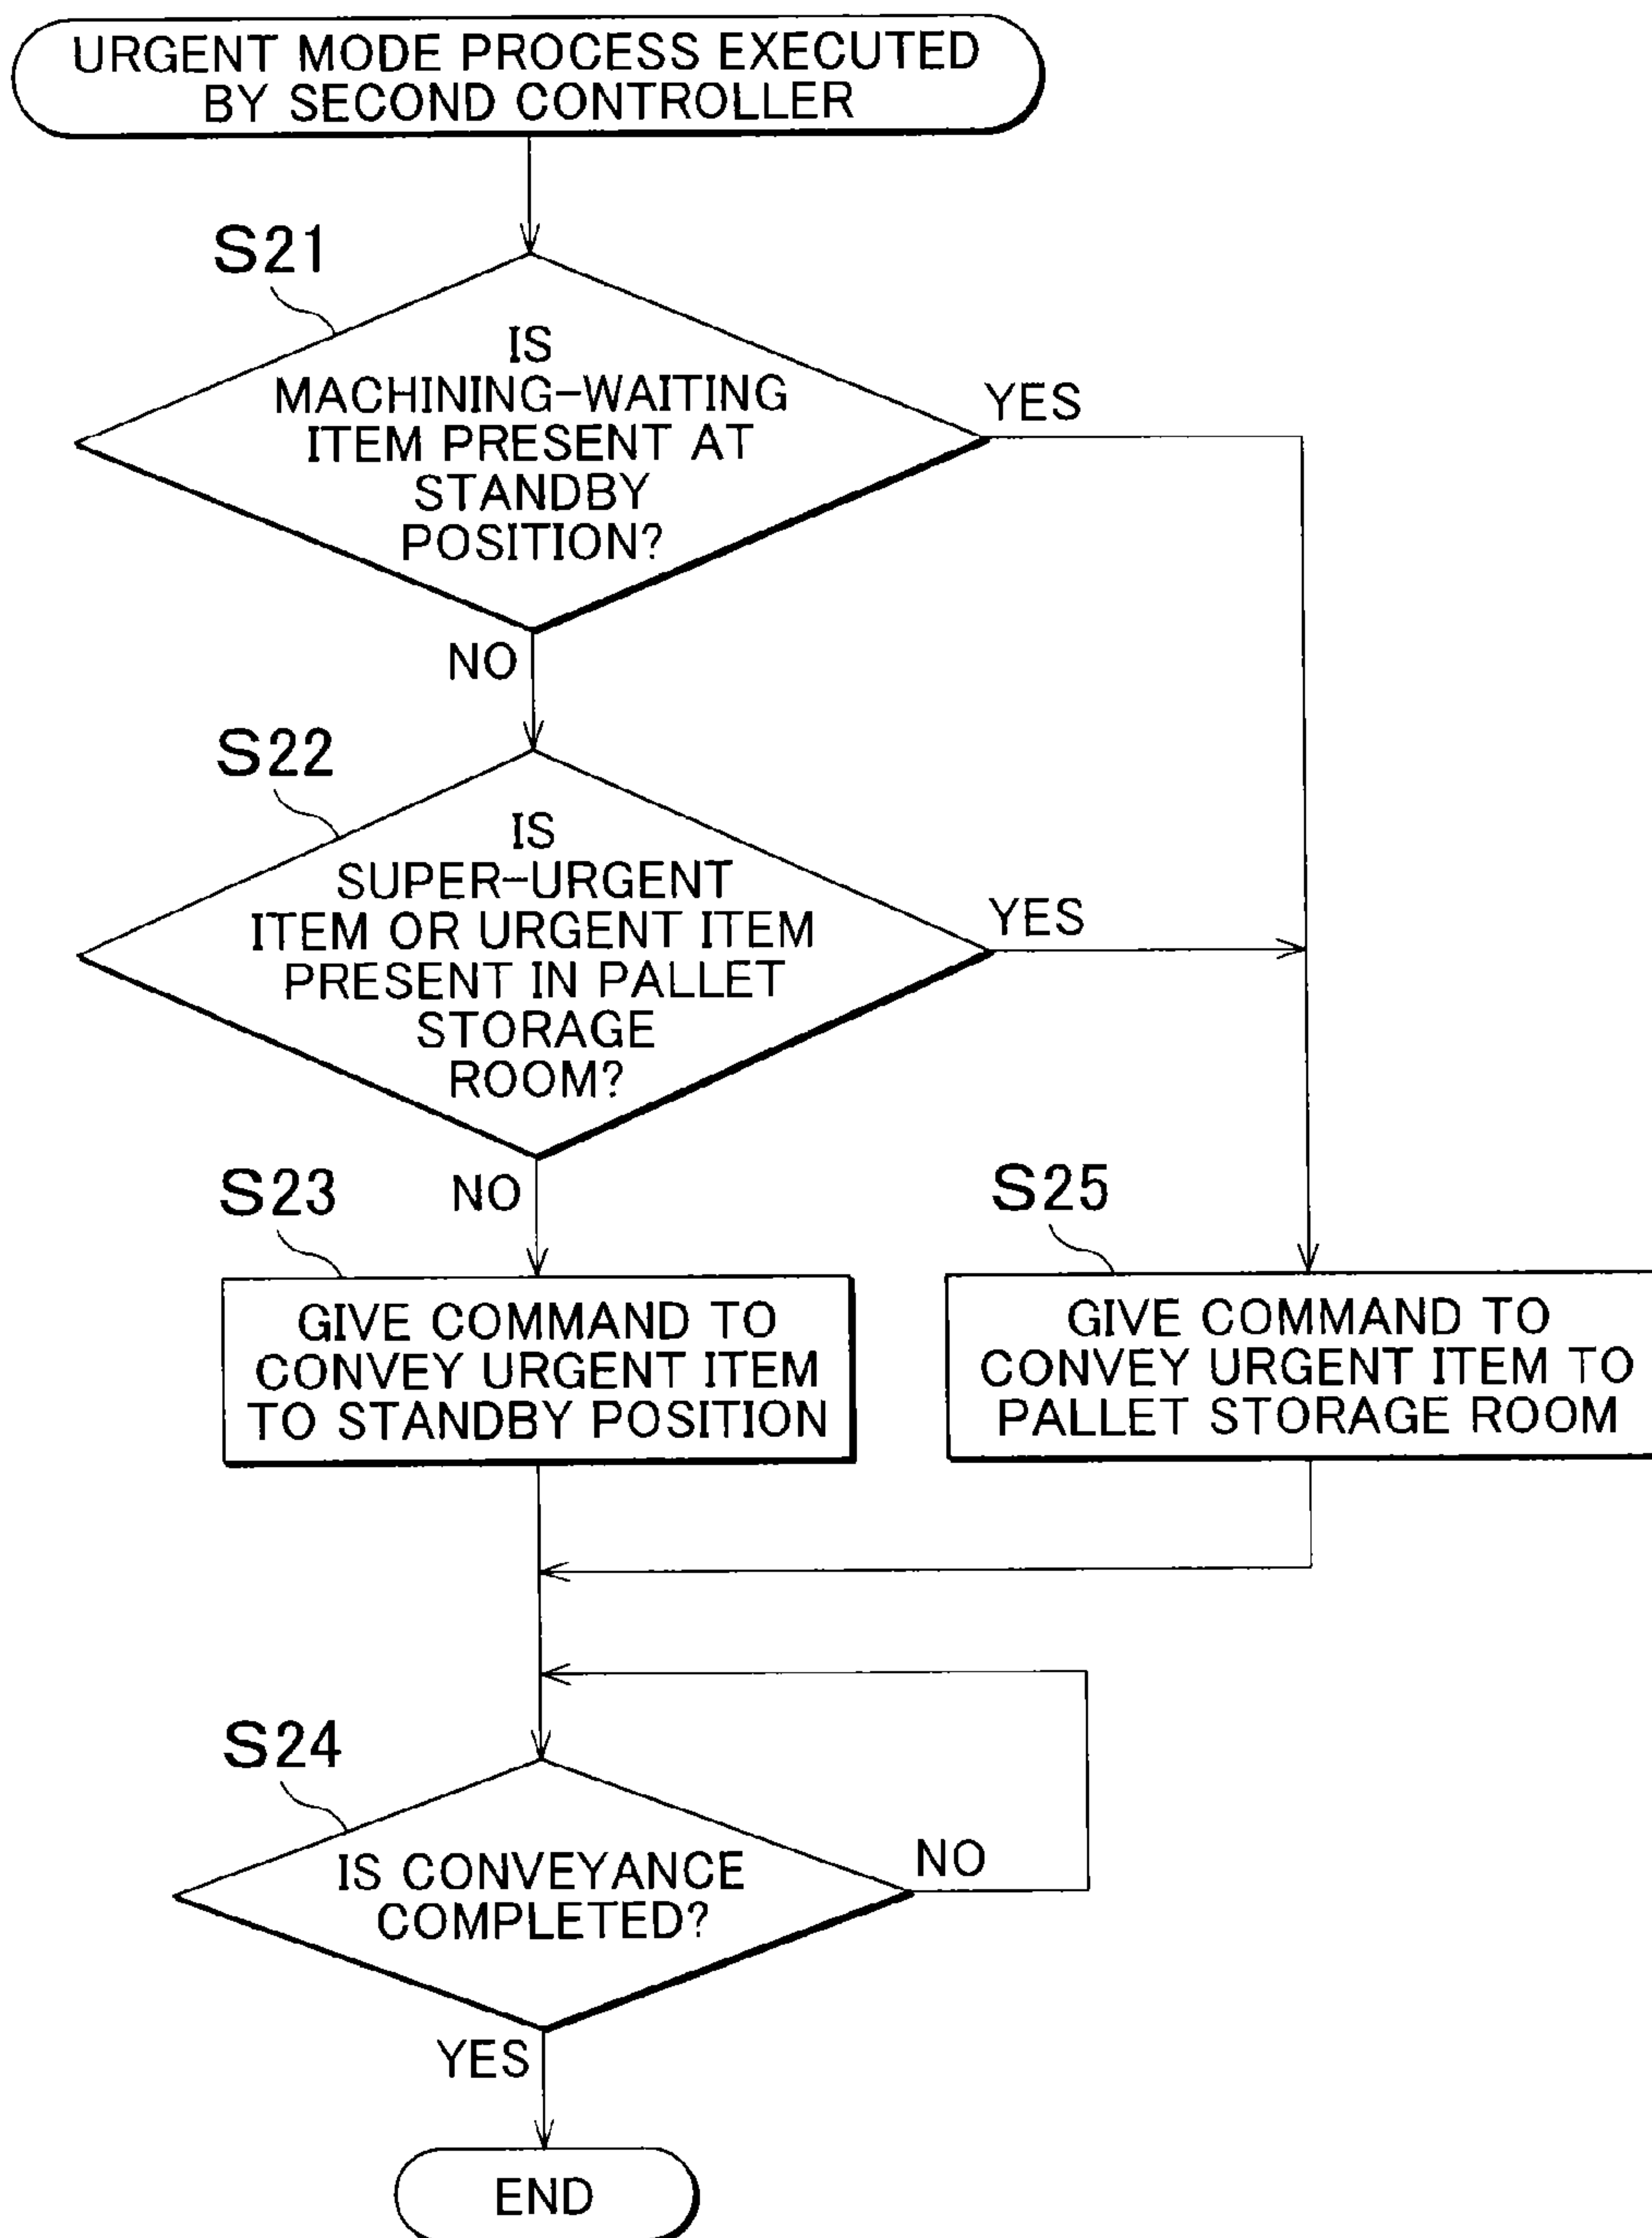 URGENT MODE PROCESS EXECUTED
BY SECOND CONTROLLER
S21
IS
MACHINING-WAITING
ITEM PRESENT AT
STANDBY
POSITION?
YES
NO
S22
IS
SUPER-URGENT
ITEM OR URGENT ITEM
PRESENT IN PALLET
STORAGE
ROOM?
YES
NO
S23
GIVE COMMAND TO
CONVEY URGENT ITEM
TO STANDBY POSITION
S25
GIVE COMMAND TO
CONVEY URGENT ITEM TO
PALLET STORAGE ROOM
S24
IS CONVEYANCE
COMPLETED?
NO
YES
END